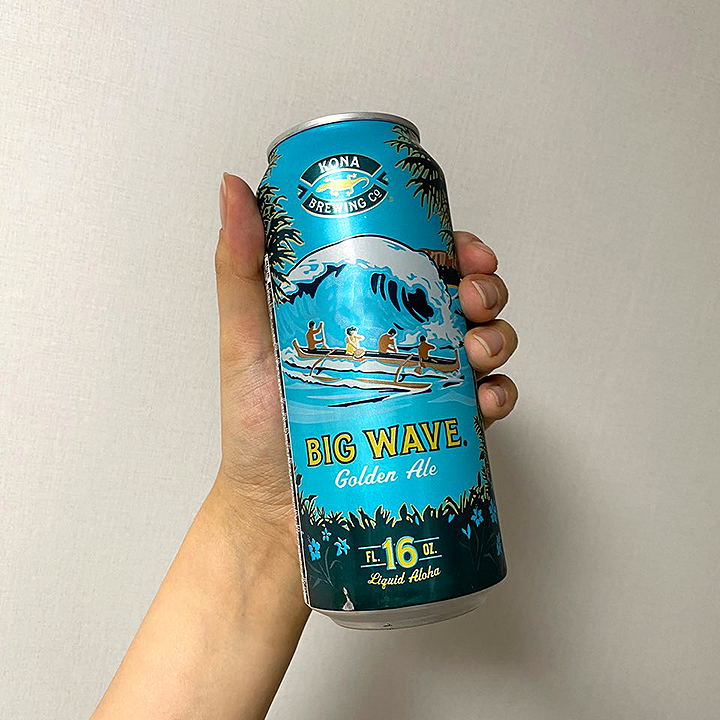 KONA
BREWING CO
BIG WAVE.
Golden Ale
FL. 16 OZ.
Liquid Aloha